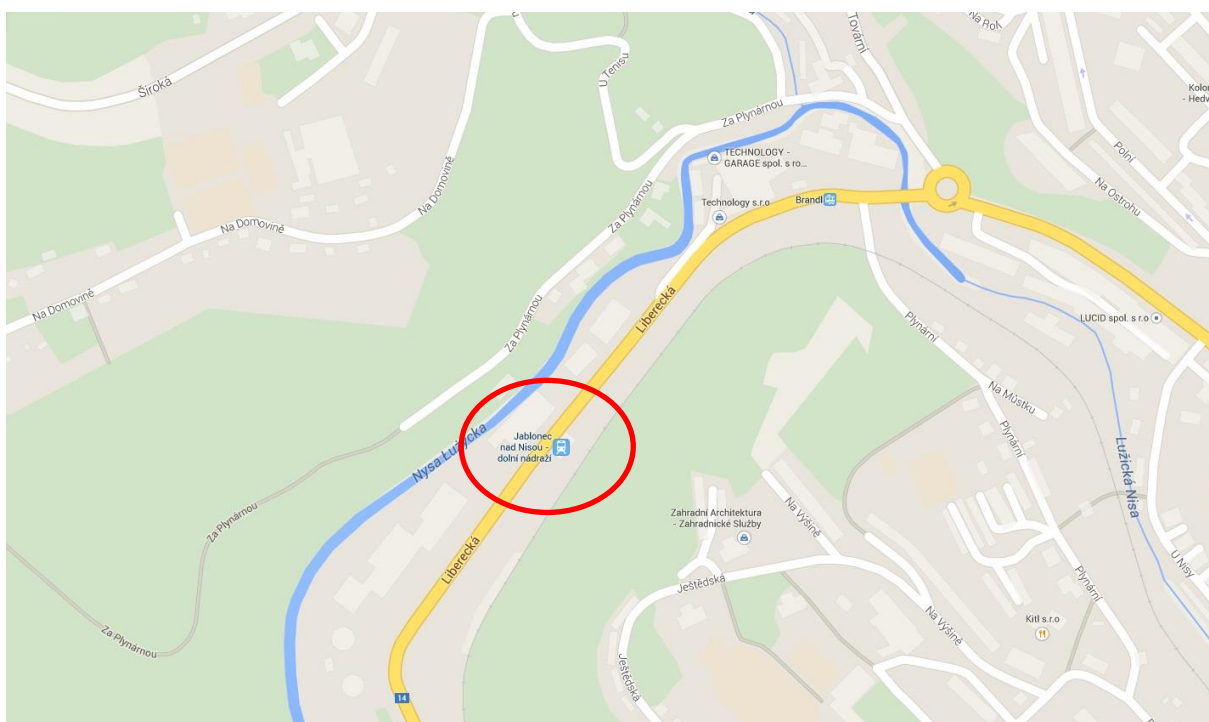 Široká
U Tenisu
Tovární
Na Roli
Kolon
- Hedv
Za Plynárnou
TECHNOLOGY -
GARAGE spol. s ro...
Polní
Na Domovině
Na Ostrohu
Technology s.r.o
Brandl
Za Plynárnou
Na Domovině
Na Domovině
Liberecká
Za Plynárnou
LUCID spol. s r.o
Plynární
Na Můstku
Jablonec
nad Nisou -
dolní nádraží
Nysa Łużycka
Plynární
Lužická Nisa
Zahradní Architektura
- Zahradnické Služby
Na Výšině
Za Plynárnou
Liberecká
U Nisy
Ještědská
Plynární
Na Výšině
Kitl s.r.o
Za Plynárnou
Ještědská
14